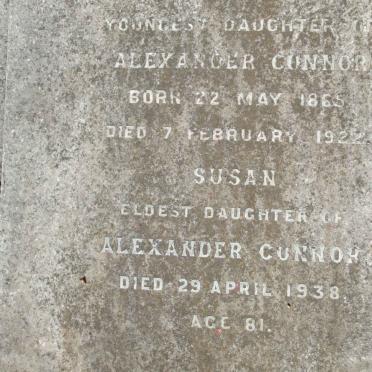 YOUNGEST DAUGHTER OF
ALEXANDER CONNOR
BORN 22 MAY 1865
DIED 7 FEBRUARY 1922
SUSAN
ELDEST DAUGHTER OF
ALEXANDER CONNOR
DIED 29 APRIL 1938.
AGE 81.